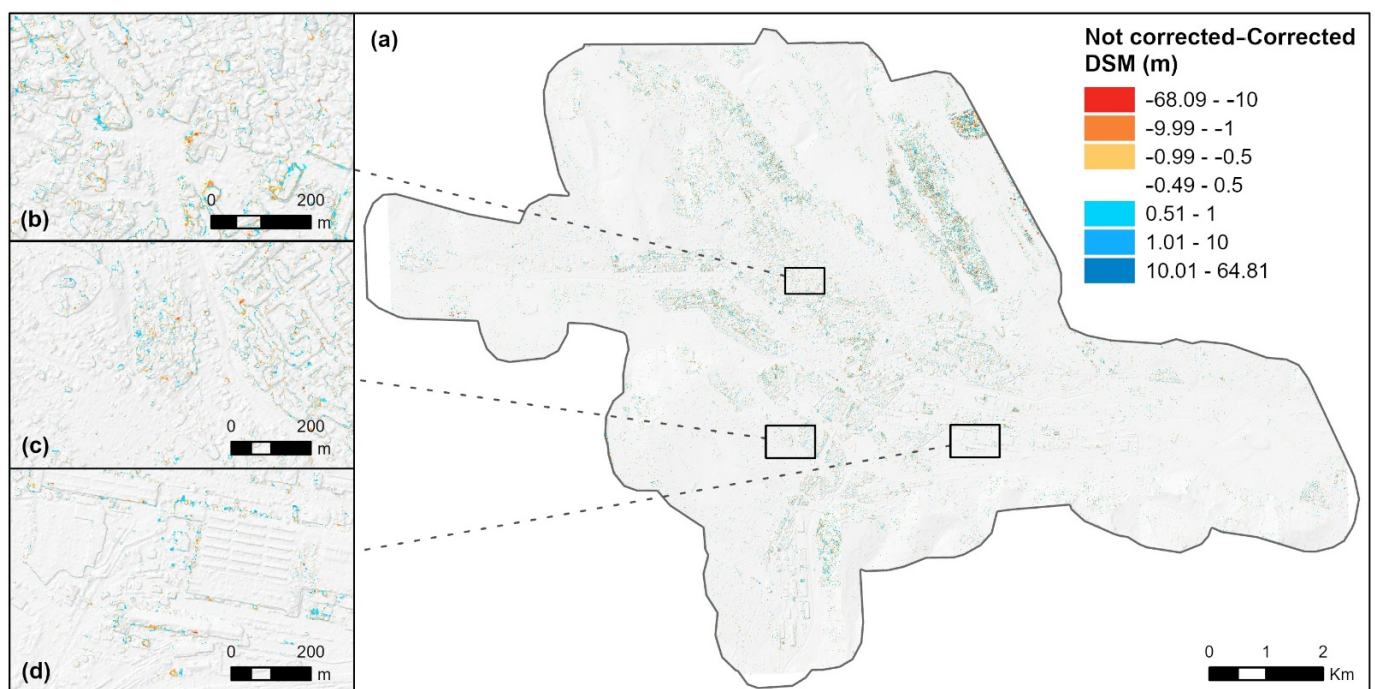 (a)
Not corrected–Corrected
DSM (m)
-68.09 - -10
-9.99 - -1
-0.99 - -0.5
-0.49 - 0.5
0.51 - 1
1.01 - 10
10.01 - 64.81
0 200
m
(b)
0 200
m
(c)
0 200
m
(d)
0 1 2
Km